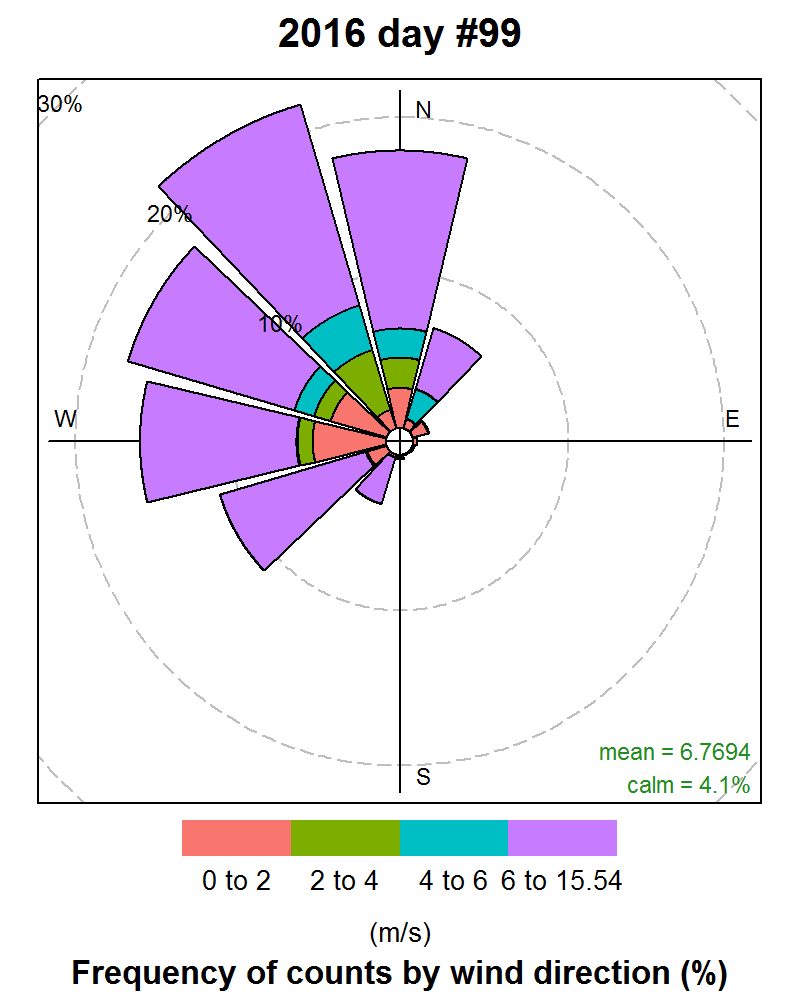 2016 day #99
30%
N
20%
10%
W
E
mean = 6.7694
S
calm = 4.1%
0 to 2 2 to 4 4 to 6 6 to 15.54
(m/s)
Frequency of counts by wind direction (%)